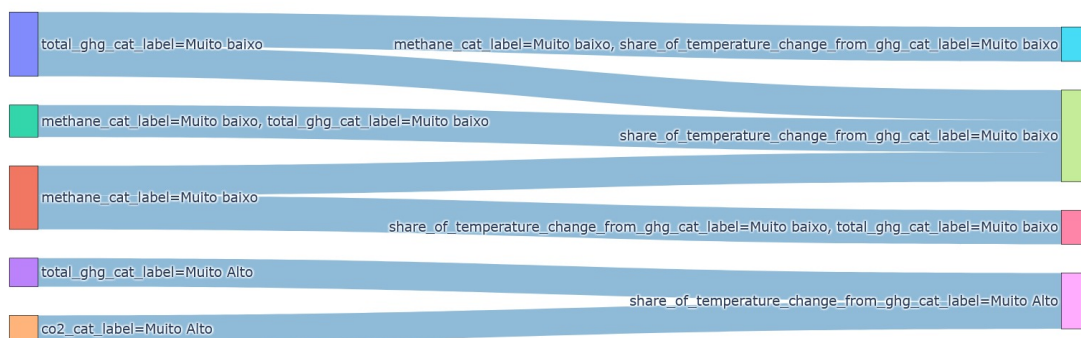 total_ghg_cat_label=Muito baixo
methane_cat_label=Muito baixo, share_of_temperature_change_from_ghg_cat_label=Muito baixo
methane_cat_label=Muito baixo, total_ghg_cat_label=Muito baixo
share_of_temperature_change_from_ghg_cat_label=Muito baixo
methane_cat_label=Muito baixo
share_of_temperature_change_from_ghg_cat_label=Muito baixo, total_ghg_cat_label=Muito baixo
total_ghg_cat_label=Muito Alto
share_of_temperature_change_from_ghg_cat_label=Muito Alto
co2_cat_label=Muito Alto